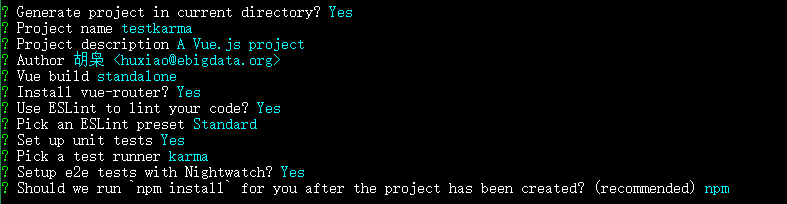 ? Generate project in current directory? Yes
? Project name testkarma
? Project description A Vue.js project
? Author 胡枭 <huxiao@ebigdata.org>
? Vue build standalone
? Install vue-router? Yes
? Use ESLint to lint your code? Yes
? Pick an ESLint preset Standard
? Set up unit tests Yes
? Pick a test runner karma
? Setup e2e tests with Nightwatch? Yes
? Should we run `npm install` for you after the project has been created? (recommended) npm